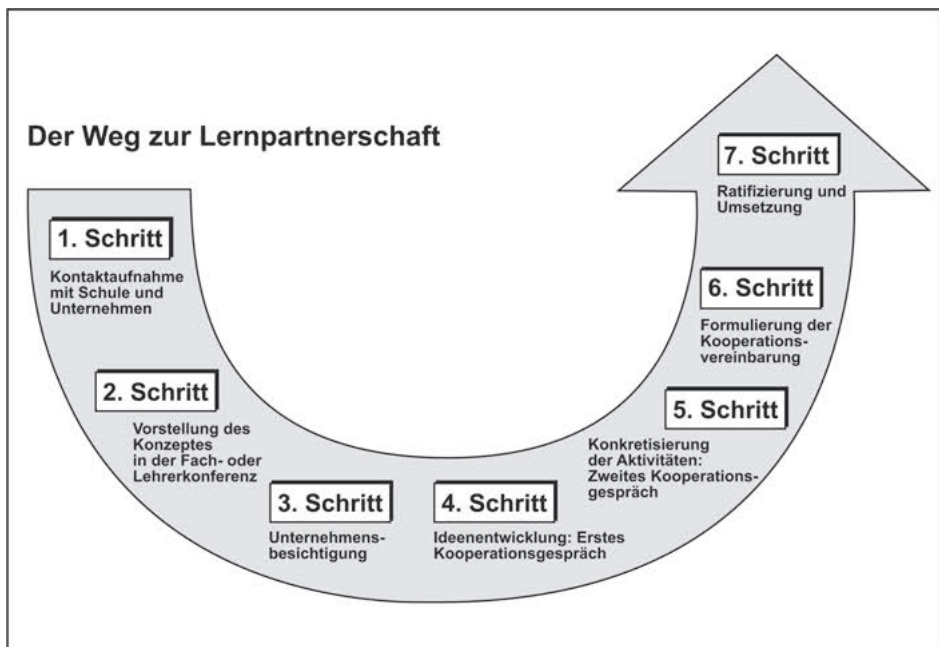 Der Weg zur Lernpartnerschaft
1. Schritt
Kontaktaufnahme
mit Schule und
Unternehmen
2. Schritt
Vorstellung des
Konzeptes
in der Fach- oder
Lehrerkonferenz
3. Schritt
Unternehmens-
besichtigung
4. Schritt
Ideenentwicklung: Erstes
Kooperationsgespräch
5. Schritt
Konkretisierung
der Aktivitäten:
Zweites Kooperations-
gespräch
6. Schritt
Formulierung der
Kooperations-
vereinbarung
7. Schritt
Ratifizierung und
Umsetzung